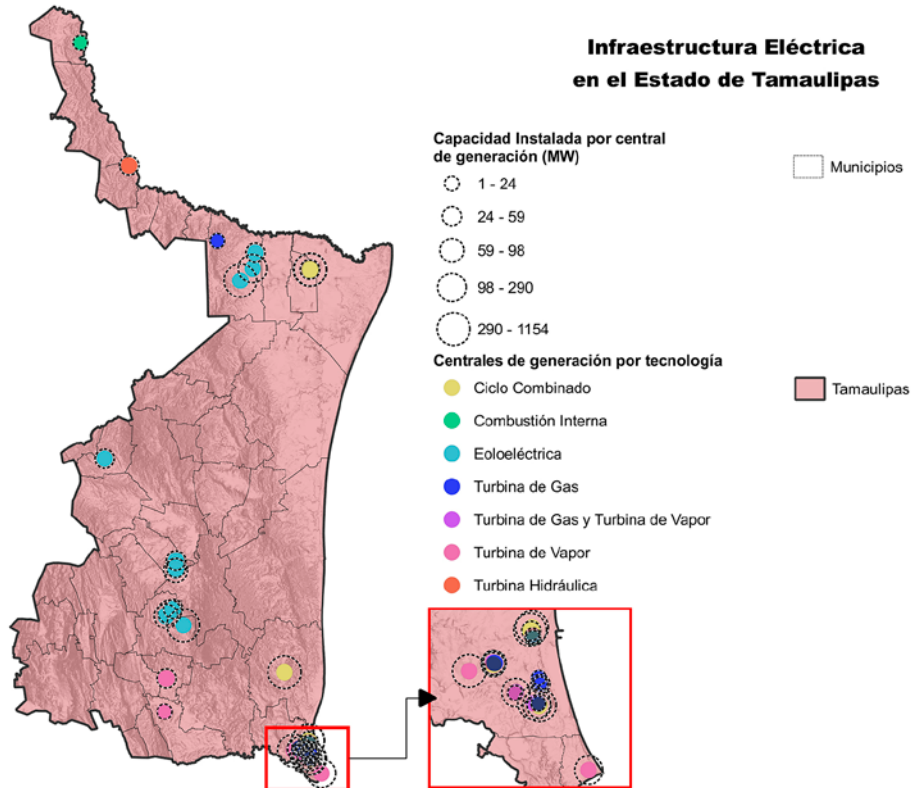 Infraestructura Eléctrica
en el Estado de Tamaulipas
Capacidad Instalada por central
de generación (MW)
1 - 24
24 - 59
59 - 98
98 - 290
290 - 1154
Municipios
Centrales de generación por tecnología
Ciclo Combinado
Combustión Interna
Eoloeléctrica
Turbina de Gas
Turbina de Gas y Turbina de Vapor
Turbina de Vapor
Turbina Hidráulica
Tamaulipas